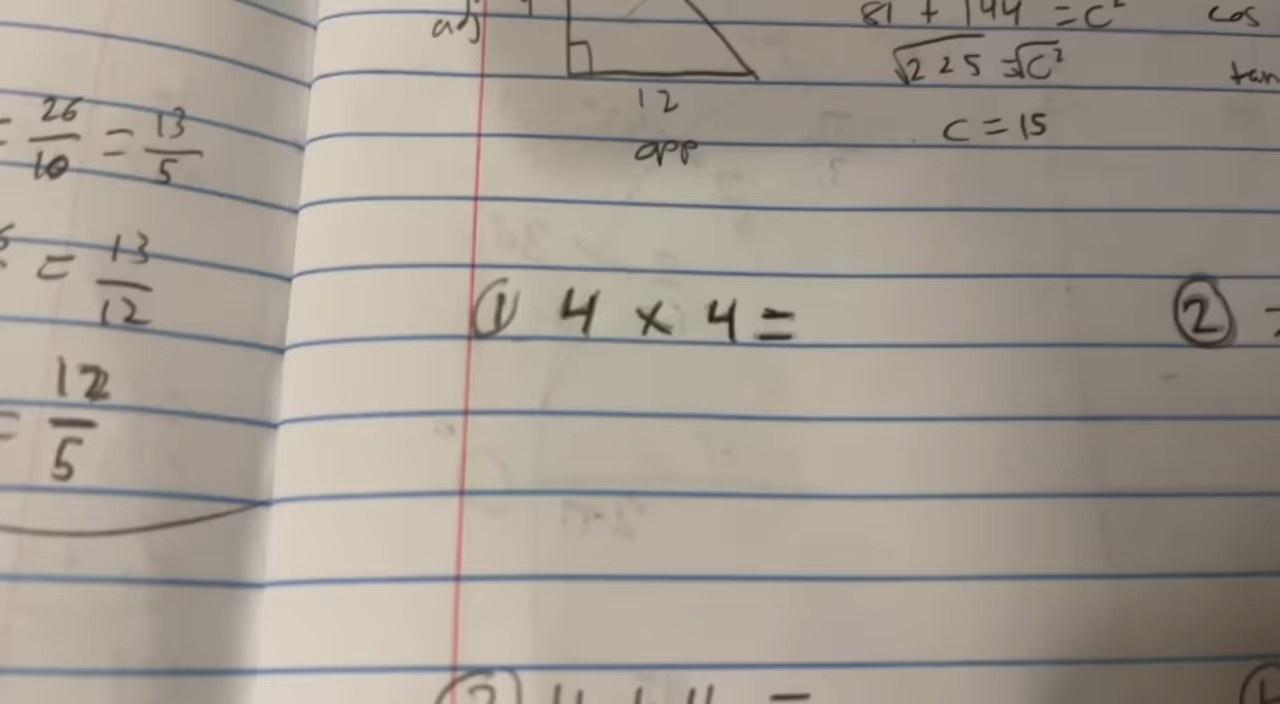 adj
81 + 144 = c²
cos
√225 = √c²
tan
12
opp
c = 15
= 26/10 = 13/5
= 13/12
= 12/5
① 4 × 4 =
②